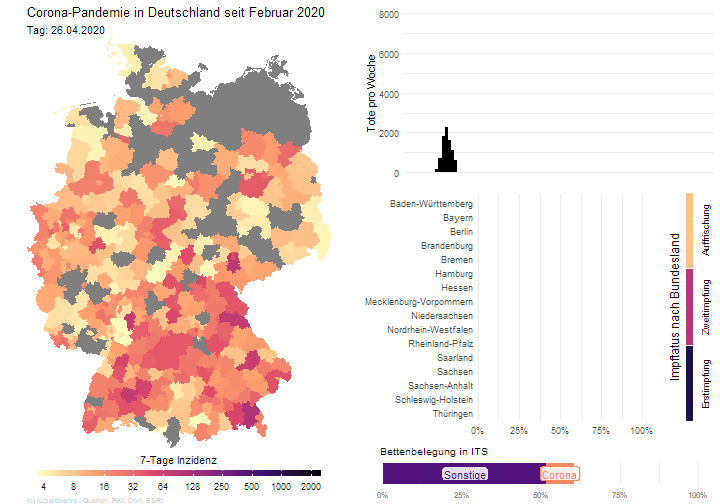 Corona-Pandemie in Deutschland seit Februar 2020
Tag: 26.04.2020
7-Tage Inzidenz
4 8 16 32 64 128 250 500 1000 2000
(c) /u/zeitbremt | Quellen: RKI, DIVI, ESRI
Tote pro Woche
8000
6000
4000
2000
0
Impfstatus nach Bundesland
Baden-Württemberg
Bayern
Berlin
Brandenburg
Bremen
Hamburg
Hessen
Mecklenburg-Vorpommern
Niedersachsen
Nordrhein-Westfalen
Rheinland-Pfalz
Saarland
Sachsen
Sachsen-Anhalt
Schleswig-Holstein
Thüringen
0% 25% 50% 75% 100%
Auffrischung
Zweitimpfung
Erstimpfung
Bettenbelegung in ITS
Sonstige
Corona
0% 25% 50% 75% 100%